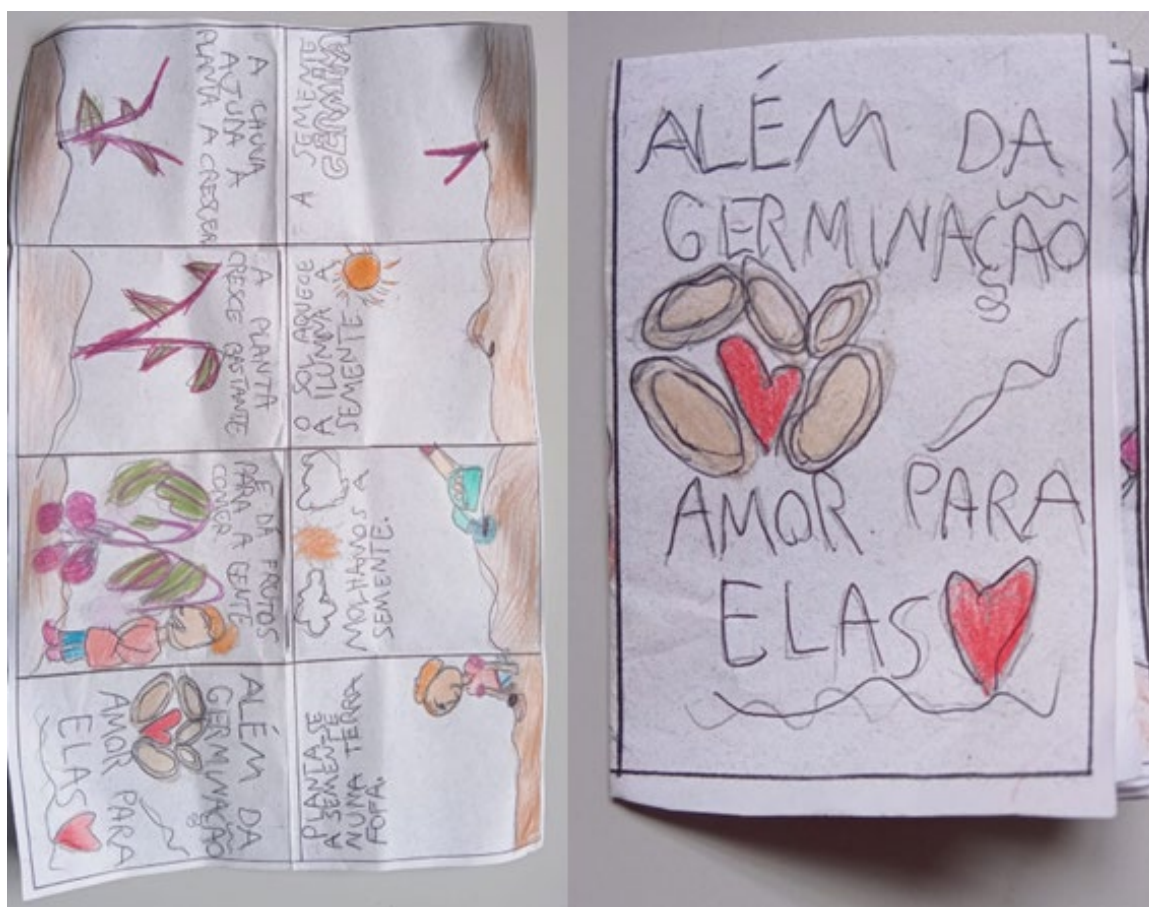 ALÉM DA
GERMINAÇÃO
AMOR PARA
ELAS
PLANTA-SE
A SEMENTE
NUMA TERRA
FOFA.
MOLHAMOS A
SEMENTE.
O SOL AQUECE
A ILUMINA A
SEMENTE.
A SEMENTE
GERMINA!
A CHUVA
AJUDA A
PLANTA A CRESCER
A PLANTA
CRESCE BASTANTE
E DÁ FRUTOS
PARA A GENTE
COMER
ALÉM DA
GERMINAÇÃO
AMOR PARA
ELAS